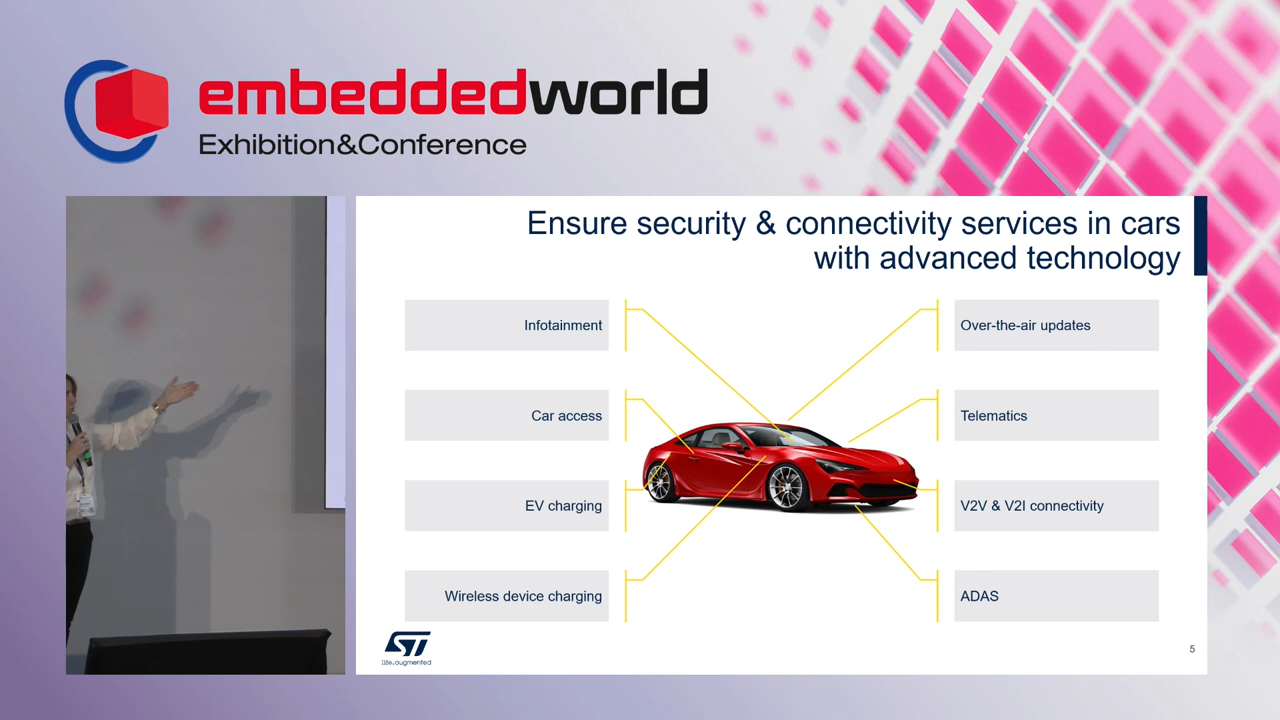 embeddedworld
Exhibition&Conference
Ensure security & connectivity services in cars
with advanced technology
Infotainment
Car access
EV charging
Wireless device charging
Over-the-air updates
Telematics
V2V & V2I connectivity
ADAS
ST
life.augmented
5